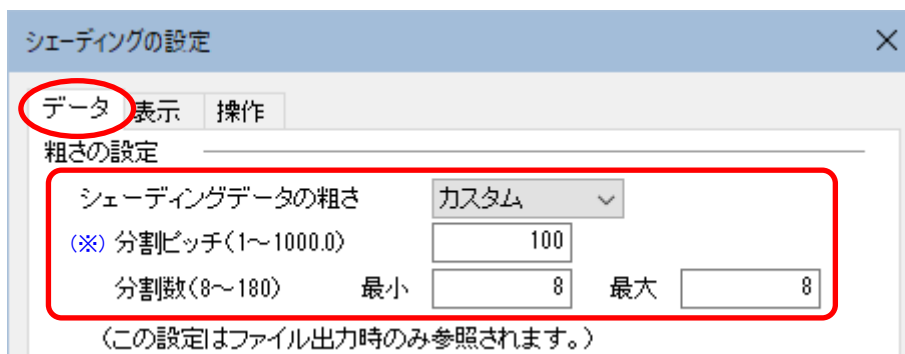 シェーディングの設定
データ 表示 操作
粗さの設定
シェーディングデータの粗さ カスタム
(※) 分割ピッチ(1～1000.0) 100
分割数(8～180) 最小 8 最大 8
(この設定はファイル出力時のみ参照されます。)